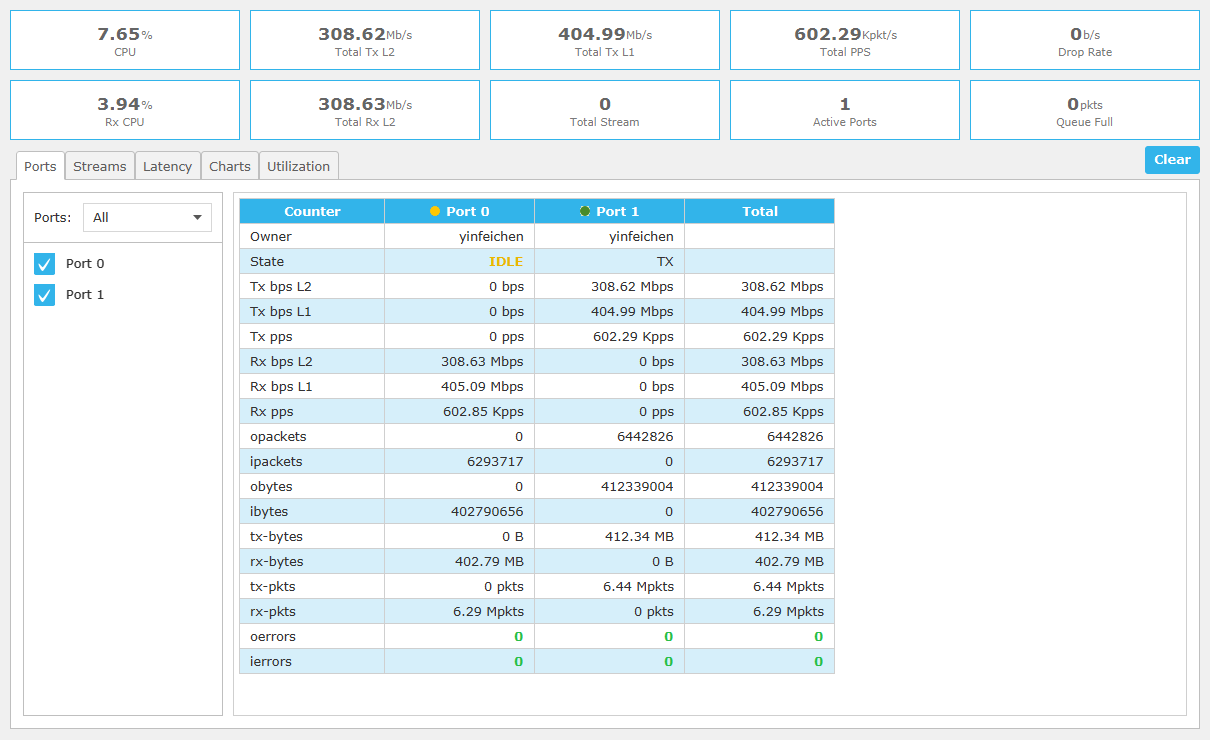 7.65% 308.62Mb/s 404.99Mb/s 602.29Kpkt/s 0b/s
CPU Total Tx L2 Total Tx L1 Total PPS Drop Rate
3.94% 308.63Mb/s 0 1 0pkts
Rx CPU Total Rx L2 Total Stream Active Ports Queue Full
Ports Streams Latency Charts Utilization Clear
Ports: All
Port 0
Port 1
Counter Port 0 Port 1 Total
Owner yinfeichen yinfeichen
State IDLE TX
Tx bps L2 0 bps 308.62 Mbps 308.62 Mbps
Tx bps L1 0 bps 404.99 Mbps 404.99 Mbps
Tx pps 0 pps 602.29 Kpps 602.29 Kpps
Rx bps L2 308.63 Mbps 0 bps 308.63 Mbps
Rx bps L1 405.09 Mbps 0 bps 405.09 Mbps
Rx pps 602.85 Kpps 0 pps 602.85 Kpps
opackets 0 6442826 6442826
ipackets 6293717 0 6293717
obytes 0 412339004 412339004
ibytes 402790656 0 402790656
tx-bytes 0 B 412.34 MB 412.34 MB
rx-bytes 402.79 MB 0 B 402.79 MB
tx-pkts 0 pkts 6.44 Mpkts 6.44 Mpkts
rx-pkts 6.29 Mpkts 0 pkts 6.29 Mpkts
oerrors 0 0 0
ierrors 0 0 0